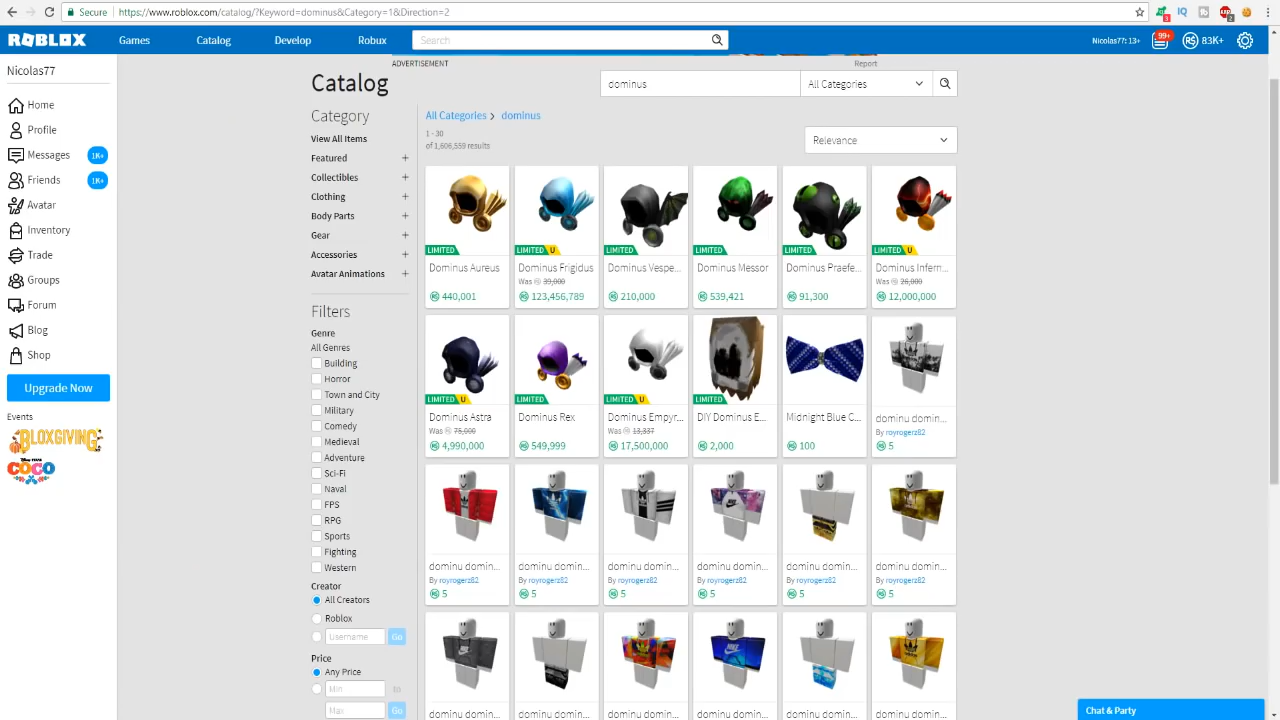 Secure
https://www.roblox.com/catalog/?Keyword=dominus&Category=1&Direction=2
ROBLOX
Games
Catalog
Develop
Robux
Search
Nicolas77: 13+
99+
83K+
Nicolas77
Home
Profile
Messages 1K+
Friends 1K+
Avatar
Inventory
Trade
Groups
Forum
Blog
Shop
Upgrade Now
Events
BLOXGIVING
COCO
ADVERTISEMENT
Report
Catalog
dominus
All Categories
Category
View All Items
Featured +
Collectibles +
Clothing +
Body Parts +
Gear +
Accessories +
Avatar Animations +
Filters
Genre
All Genres
Building
Horror
Town and City
Military
Comedy
Medieval
Adventure
Sci-Fi
Naval
FPS
RPG
Sports
Fighting
Western
Creator
All Creators
Roblox
Username Go
Price
Any Price
Min to
Max Go
All Categories > dominus
1 - 30
of 1,606,559 results
Relevance
LIMITED
Dominus Aureus
440,001
LIMITED U
Dominus Frigidus
Was 39,000
123,456,789
LIMITED
Dominus Vespe...
210,000
LIMITED
Dominus Messor
539,421
LIMITED
Dominus Praefe...
91,300
LIMITED U
Dominus Infern...
Was 26,000
12,000,000
LIMITED U
Dominus Astra
Was 75,000
4,990,000
LIMITED
Dominus Rex
549,999
LIMITED U
Dominus Empyr...
Was 13,337
17,500,000
LIMITED
DIY Dominus E...
2,000
Midnight Blue C...
100
dominu domin...
By royrogerz82
5
dominu domin...
By royrogerz82
5
dominu domin...
By royrogerz82
5
dominu domin...
By royrogerz82
5
dominu domin...
By royrogerz82
5
dominu domin...
By royrogerz82
5
dominu domin...
By royrogerz82
5
dominu domin...
dominu domin...
dominu domin...
dominu domin...
dominu domin...
dominu domin...
Chat & Party